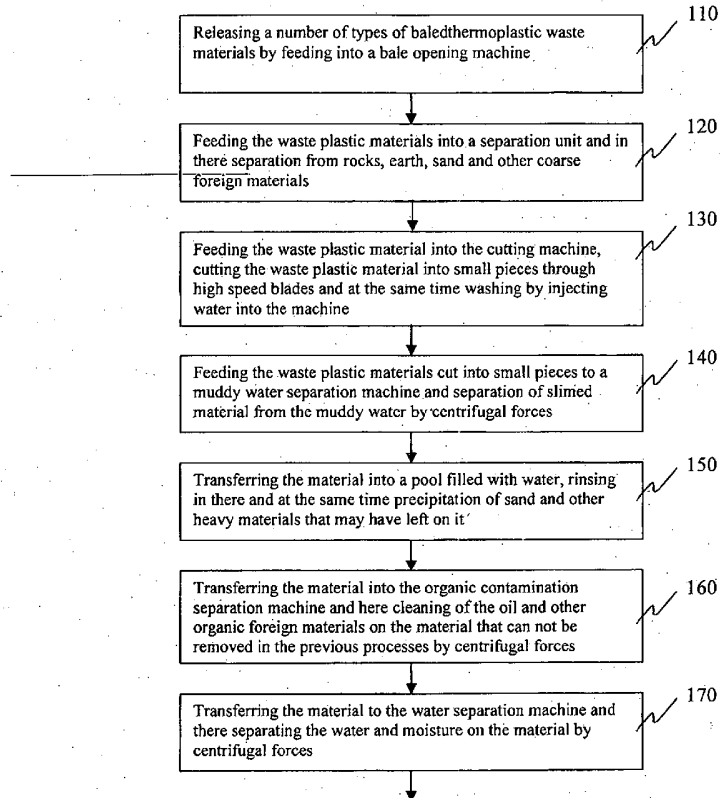 110
Releasing a number of types of baledthermoplastic waste
materials by feeding into a bale opening machine
120
Feeding the waste plastic materials into a separation unit and in
there separation from rocks, earth, sand and other coarse
foreign materials
130
Feeding the waste plastic material into the cutting machine,
cutting the waste plastic material into small pieces through
high speed blades and at the same time washing by injecting
water into the machine
140
Feeding the waste plastic materials cut into small pieces to a
muddy water separation machine and separation of slimed
material from the muddy water by centrifugal forces
150
Transferring the material into a pool filled with water, rinsing
in there and at the same time precipitation of sand and other
heavy materials that may have left on it
160
Transferring the material into the organic contamination
separation machine and here cleaning of the oil and other
organic foreign materials on the material that can not be
removed in the previous processes by centrifugal forces
170
Transferring the material to the water separation machine and
there separating the water and moisture on the material by
centrifugal forces